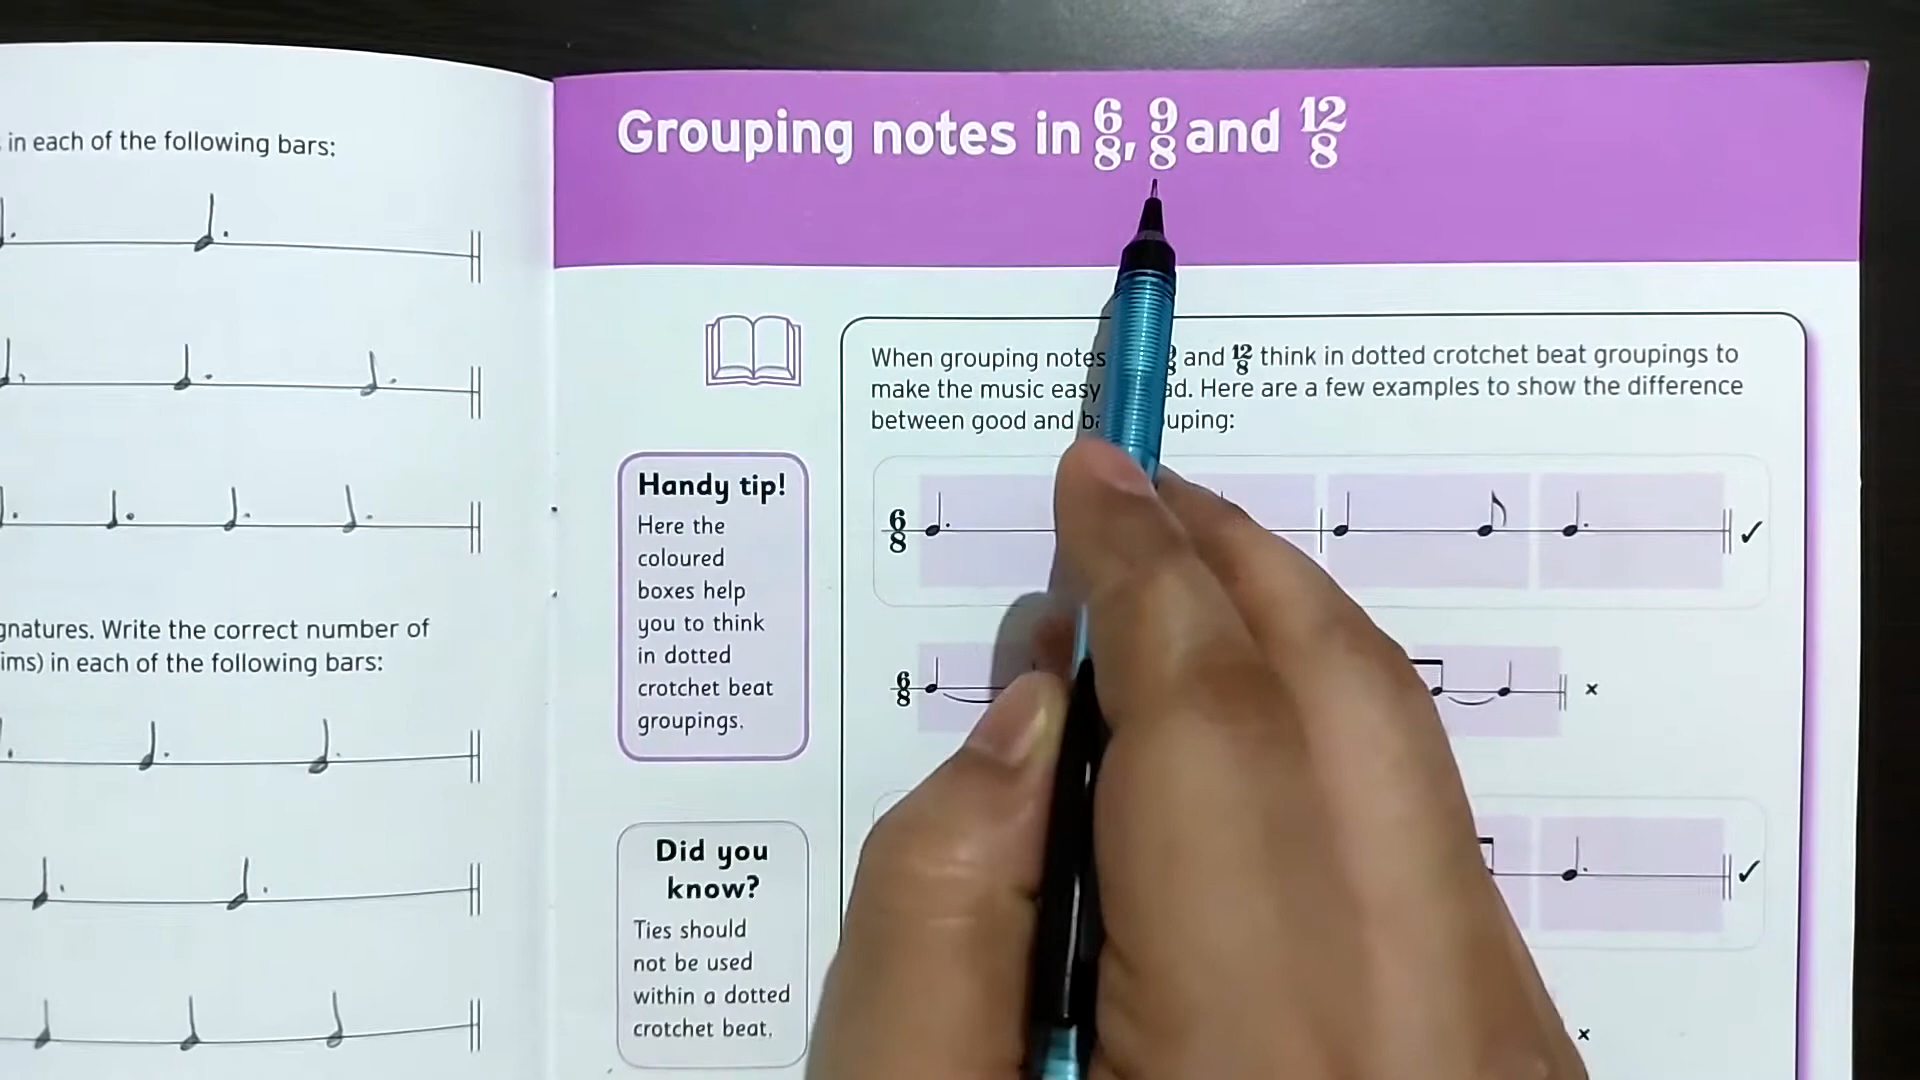 in each of the following bars:
gnatures. Write the correct number of
ims) in each of the following bars:
Grouping notes in 6/8, 9/8 and 12/8
When grouping notes and 12/8 think in dotted crotchet beat groupings to
make the music easy Here are a few examples to show the difference
between good and
Handy tip!
Here the
coloured
boxes help
you to think
in dotted
crotchet beat
groupings.
6/8
6/8
Did you
know?
Ties should
not be used
within a dotted
crotchet beat.